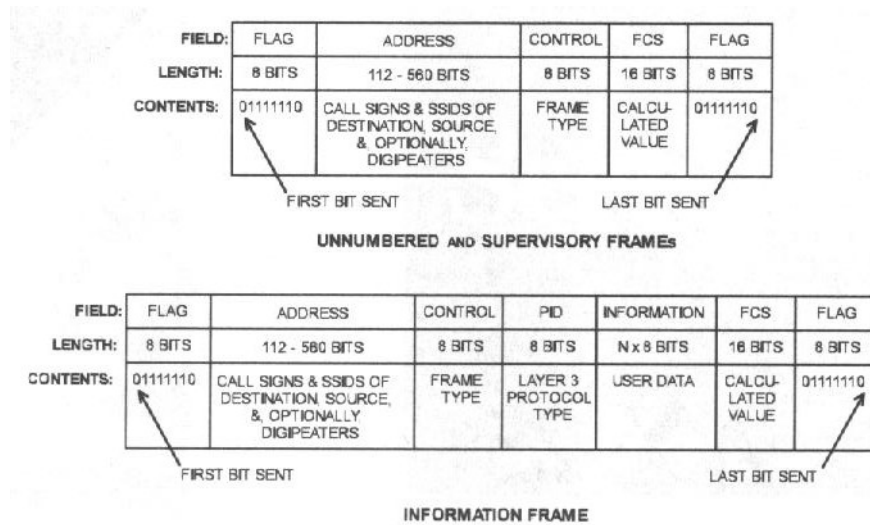 FIELD: FLAG ADDRESS CONTROL FCS FLAG
LENGTH: 8 BITS 112 - 560 BITS 8 BITS 16 BITS 8 BITS
CONTENTS: 01111110 CALL SIGNS & SSIDS OF FRAME CALCU- 01111110
DESTINATION, SOURCE, TYPE LATED
&, OPTIONALLY, VALUE
DIGIPEATERS
FIRST BIT SENT LAST BIT SENT
UNNUMBERED AND SUPERVISORY FRAMEs
FIELD: FLAG ADDRESS CONTROL PID INFORMATION FCS FLAG
LENGTH: 8 BITS 112 - 560 BITS 8 BITS 8 BITS N x 8 BITS 16 BITS 8 BITS
CONTENTS: 01111110 CALL SIGNS & SSIDS OF FRAME LAYER 3 USER DATA CALCU- 01111110
DESTINATION, SOURCE, TYPE PROTOCOL LATED
&, OPTIONALLY TYPE VALUE
DIGIPEATERS
FIRST BIT SENT LAST BIT SENT
INFORMATION FRAME